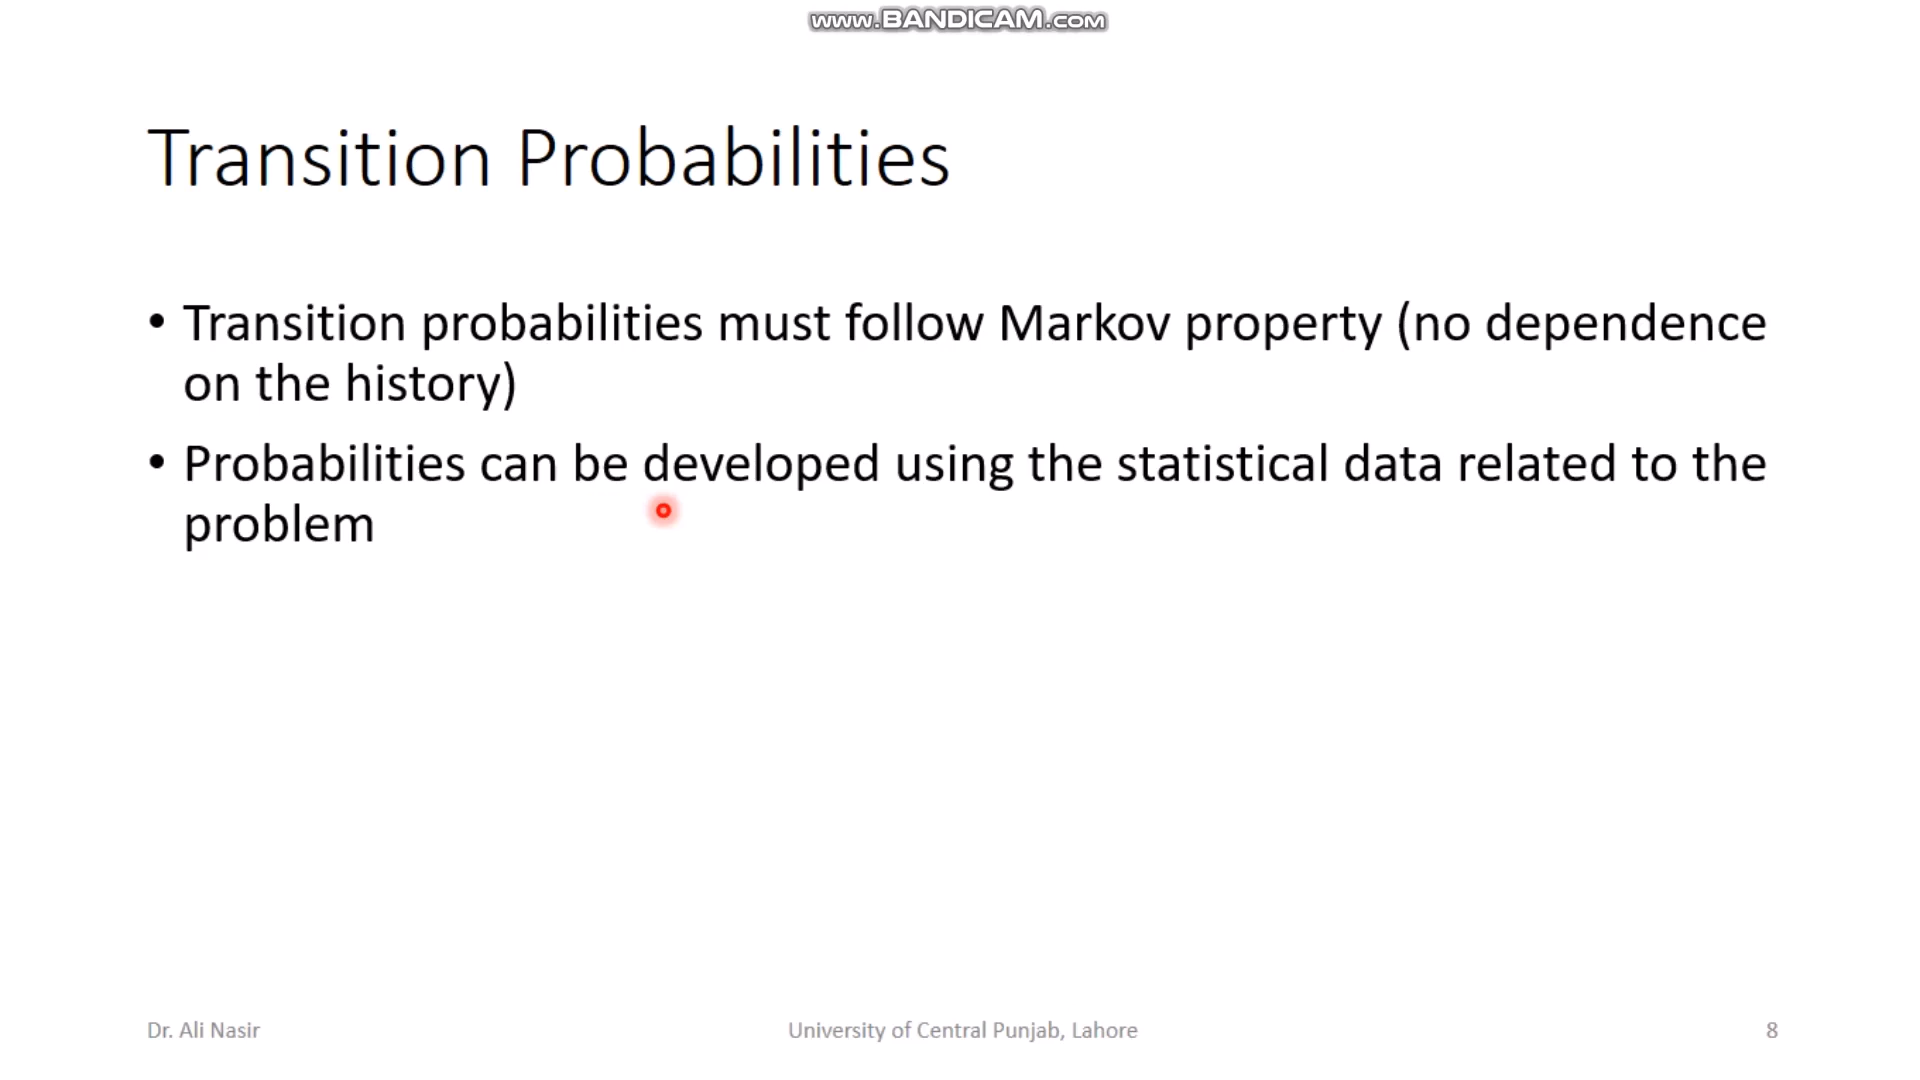 www.BANDICAM.com
Transition Probabilities
• Transition probabilities must follow Markov property (no dependence
on the history)
• Probabilities can be developed using the statistical data related to the
problem
Dr. Ali Nasir
University of Central Punjab, Lahore
8